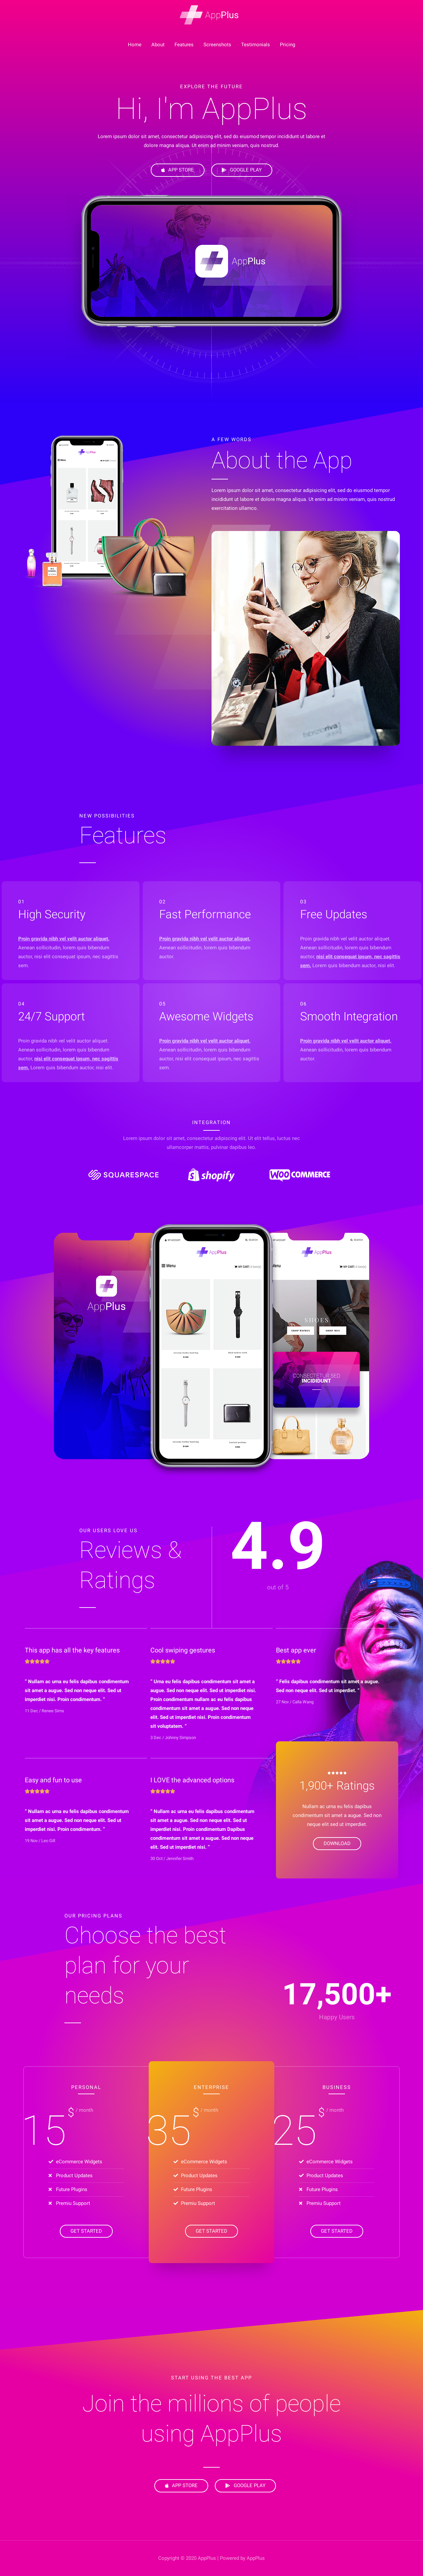 AppPlus
Home About Features Screenshots Testimonials Pricing
EXPLORE THE FUTURE
Hi, I'm AppPlus
Lorem ipsum dolor sit amet, consectetur adipisicing elit, sed do eiusmod tempor incididunt ut labore et
dolore magna aliqua. Ut enim ad minim veniam, quis nostrud.
APP STORE GOOGLE PLAY
AppPlus
A FEW WORDS
About the App
Lorem ipsum dolor sit amet, consectetur adipisicing elit, sed do eiusmod tempor
incididunt ut labore et dolore magna aliqua. Ut enim ad minim veniam, quis nostrud
exercitation ullamco.
AppPlus
Menu
NEW POSSIBILITIES
Features
01
High Security
Proin gravida nibh vel velit auctor aliquet.
Aenean sollicitudin, lorem quis bibendum
auctor, nisi elit consequat ipsum, nec sagittis
sem.
02
Fast Performance
Proin gravida nibh vel velit auctor aliquet.
Aenean sollicitudin, lorem quis bibendum
auctor.
03
Free Updates
Proin gravida nibh vel velit auctor aliquet.
Aenean sollicitudin, lorem quis bibendum
auctor, nisi elit consequat ipsum, nec sagittis
sem. Lorem quis bibendum auctor, nisi elit.
04
24/7 Support
Proin gravida nibh vel velit auctor aliquet.
Aenean sollicitudin, lorem quis bibendum
auctor, nisi elit consequat ipsum, nec sagittis
sem. Lorem quis bibendum auctor, nisi elit.
05
Awesome Widgets
Proin gravida nibh vel velit auctor aliquet.
Aenean sollicitudin, lorem quis bibendum
auctor, nisi elit consequat ipsum, nec sagittis
sem.
06
Smooth Integration
Proin gravida nibh vel velit auctor aliquet.
Aenean sollicitudin, lorem quis bibendum
auctor.
INTEGRATION
Lorem ipsum dolor sit amet, consectetur adipiscing elit. Ut elit tellus, luctus nec
ullamcorper mattis, pulvinar dapibus leo.
SQUARESPACE shopify WOOCOMMERCE
AppPlus
AppPlus
Menu MY CART
AppPlus
Menu MY CART
SHOES
CONSECTETUR SED
INCIDIDUNT
OUR USERS LOVE US
Reviews &
Ratings
4.9
out of 5
This app has all the key features
" Nullam ac urna eu felis dapibus condimentum
sit amet a augue. Sed non neque elit. Sed ut
imperdiet nisi. Proin condimentum. "
11 Dec / Renee Sims
Cool swiping gestures
" Urna eu felis dapibus condimentum sit amet a
augue. Sed non neque elit. Sed ut imperdiet nisi.
Proin condimentum nullam ac eu felis dapibus
condimentum sit amet a augue. Sed non neque
elit. Sed ut imperdiet nisi. Proin condimentum
sit voluptatem. "
3 Dec / Johnny Simpson
Best app ever
" Felis dapibus condimentum sit amet a augue.
Sed non neque elit. Sed ut imperdiet. "
27 Nov / Callie Wang
Easy and fun to use
" Nullam ac urna eu felis dapibus condimentum
sit amet a augue. Sed non neque elit. Sed ut
imperdiet nisi. Proin condimentum. "
19 Nov / Leo Gill
I LOVE the advanced options
" Nullam ac urna eu felis dapibus condimentum
sit amet a augue. Sed non neque elit. Sed ut
imperdiet nisi. Proin condimentum Dapibus
condimentum sit amet a augue. Sed non neque
elit. Sed ut imperdiet nisi. "
30 Oct / Jennifer Smith
1,900+ Ratings
Nullam ac urna eu felis dapibus
condimentum sit amet a augue. Sed non
neque elit sed ut imperdiet.
DOWNLOAD
OUR PRICING PLANS
Choose the best
plan for your
needs
17,500+
Happy Users
PERSONAL
15 $ / month
eCommerce Widgets
Product Updates
Future Plugins
Premiu Support
GET STARTED
ENTERPRISE
35 $ / month
eCommerce Widgets
Product Updates
Future Plugins
Premiu Support
GET STARTED
BUSINESS
25 $ / month
eCommerce Widgets
Product Updates
Future Plugins
Premiu Support
GET STARTED
START USING THE BEST APP
Join the millions of people
using AppPlus
APP STORE GOOGLE PLAY
Copyright © 2020 AppPlus | Powered by AppPlus